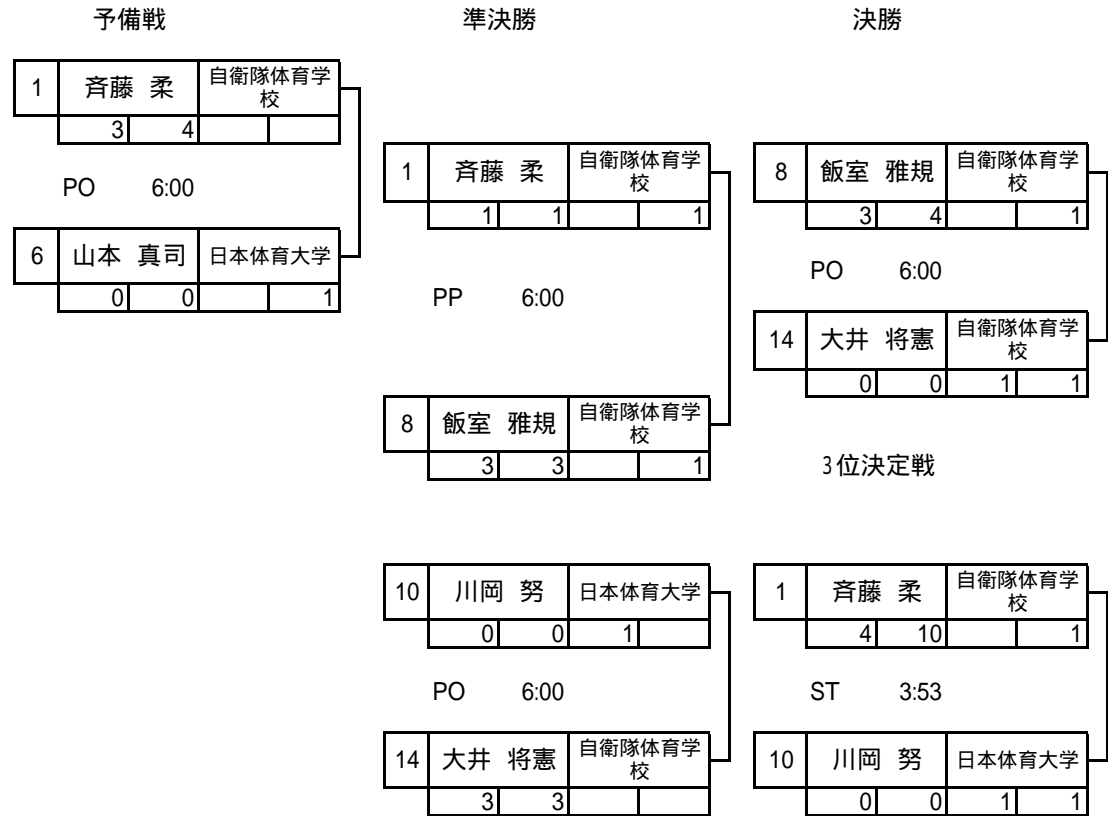 予備戦 準決勝 決勝
1 斉藤 柔 自衛隊体育学校
3 4
PO 6:00
6 山本 真司 日本体育大学
0 0 1
1 斉藤 柔 自衛隊体育学校
1 1 1
PP 6:00
8 飯室 雅規 自衛隊体育学校
3 3 1
10 川岡 努 日本体育大学
0 0 1
PO 6:00
14 大井 将憲 自衛隊体育学校
3 3
8 飯室 雅規 自衛隊体育学校
3 4 1
PO 6:00
14 大井 将憲 自衛隊体育学校
0 0 1 1
3位決定戦
1 斉藤 柔 自衛隊体育学校
4 10 1
ST 3:53
10 川岡 努 日本体育大学
0 0 1 1